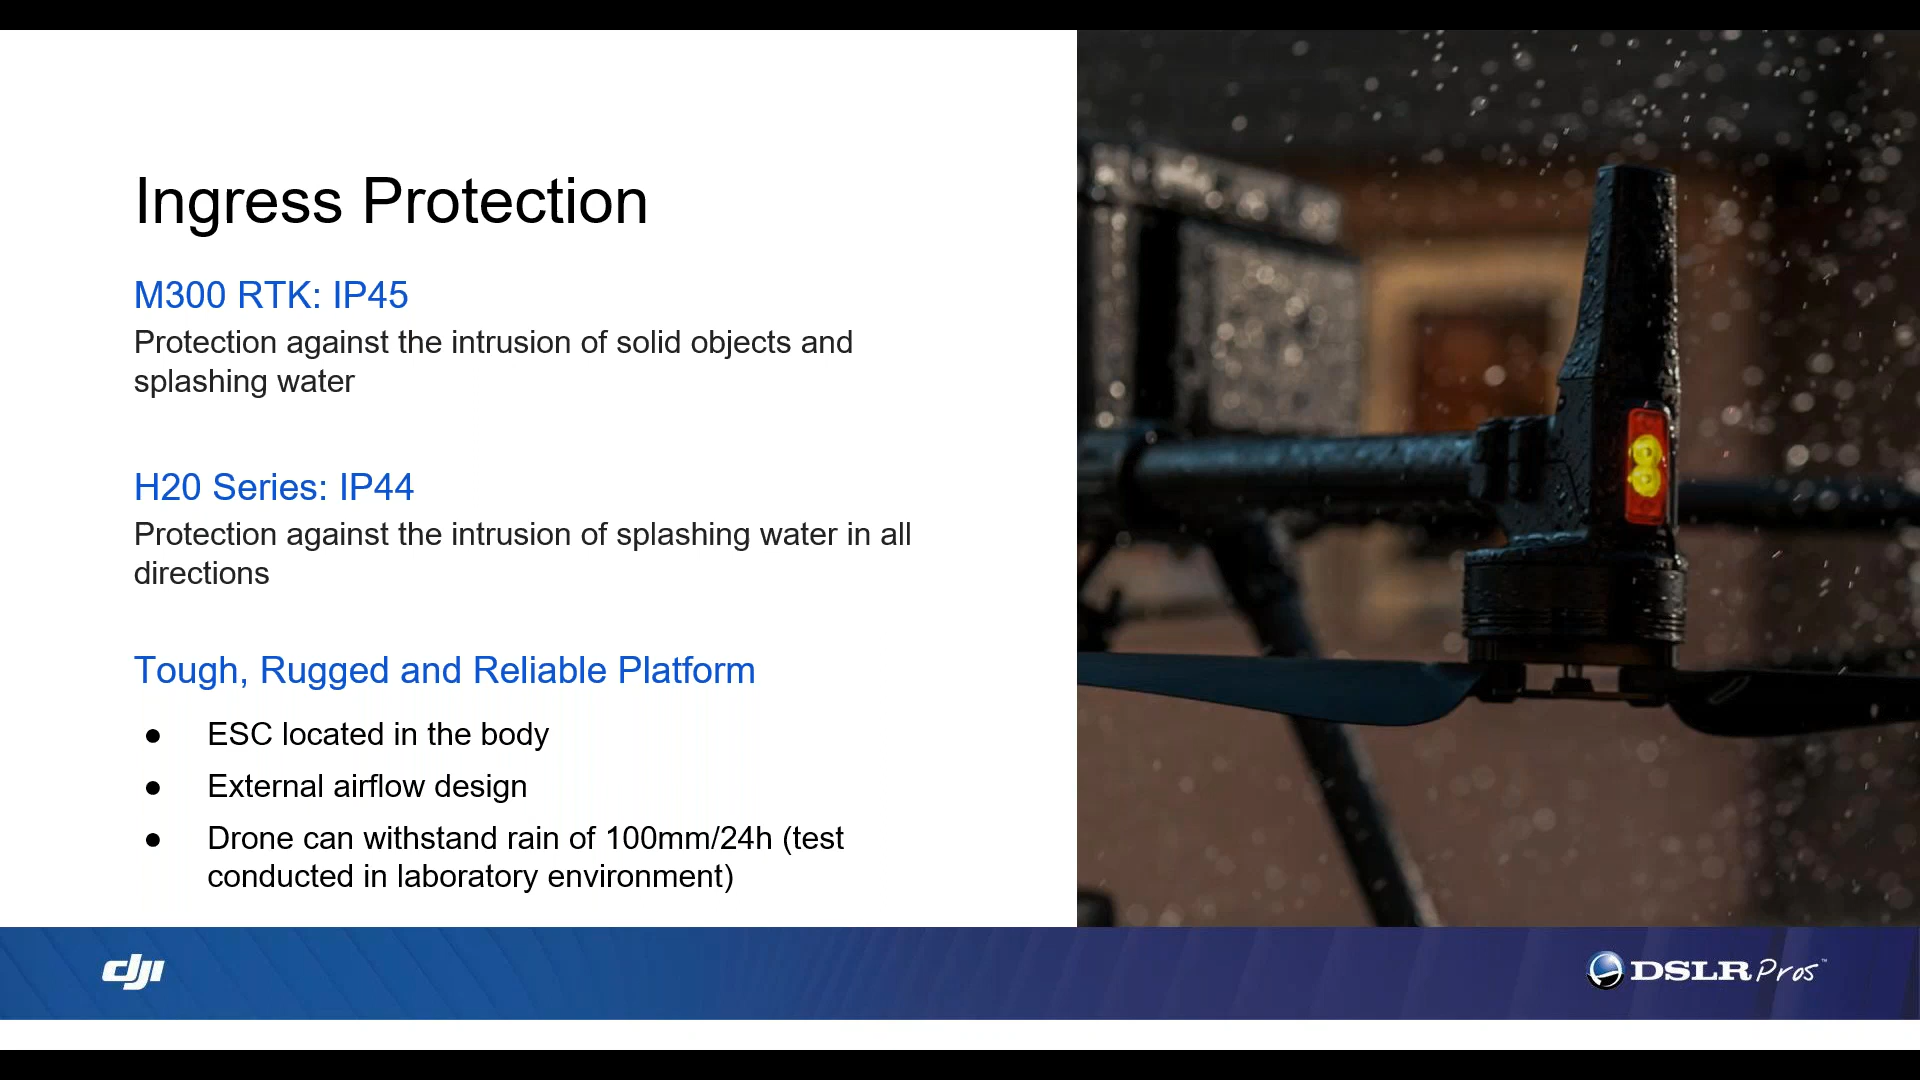 Ingress Protection
M300 RTK: IP45
Protection against the intrusion of solid objects and
splashing water
H20 Series: IP44
Protection against the intrusion of splashing water in all
directions
Tough, Rugged and Reliable Platform
● ESC located in the body
● External airflow design
● Drone can withstand rain of 100mm/24h (test
conducted in laboratory environment)
dji
DSLR Pros™